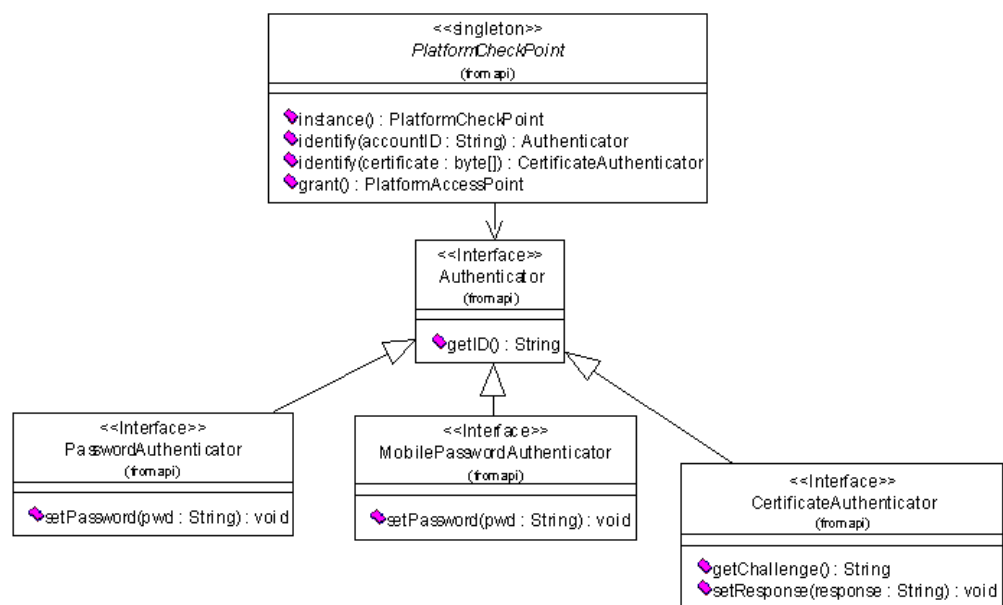 <<singleton>>
PlatformCheckPoint
(from api)
instance() : PlatformCheckPoint
identify(accountID : String) : Authenticator
identify(certificate : byte[]) : CertificateAuthenticator
grant() : PlatformAccessPoint
<<Interface>>
Authenticator
(from api)
getID() : String
<<Interface>>
PasswordAuthenticator
(from api)
setPassword(pwd : String) : void
<<Interface>>
MobilePasswordAuthenticator
(from api)
setPassword(pwd : String) : void
<<Interface>>
CertificateAuthenticator
(from api)
getChallenge() : String
setResponse(response : String) : void